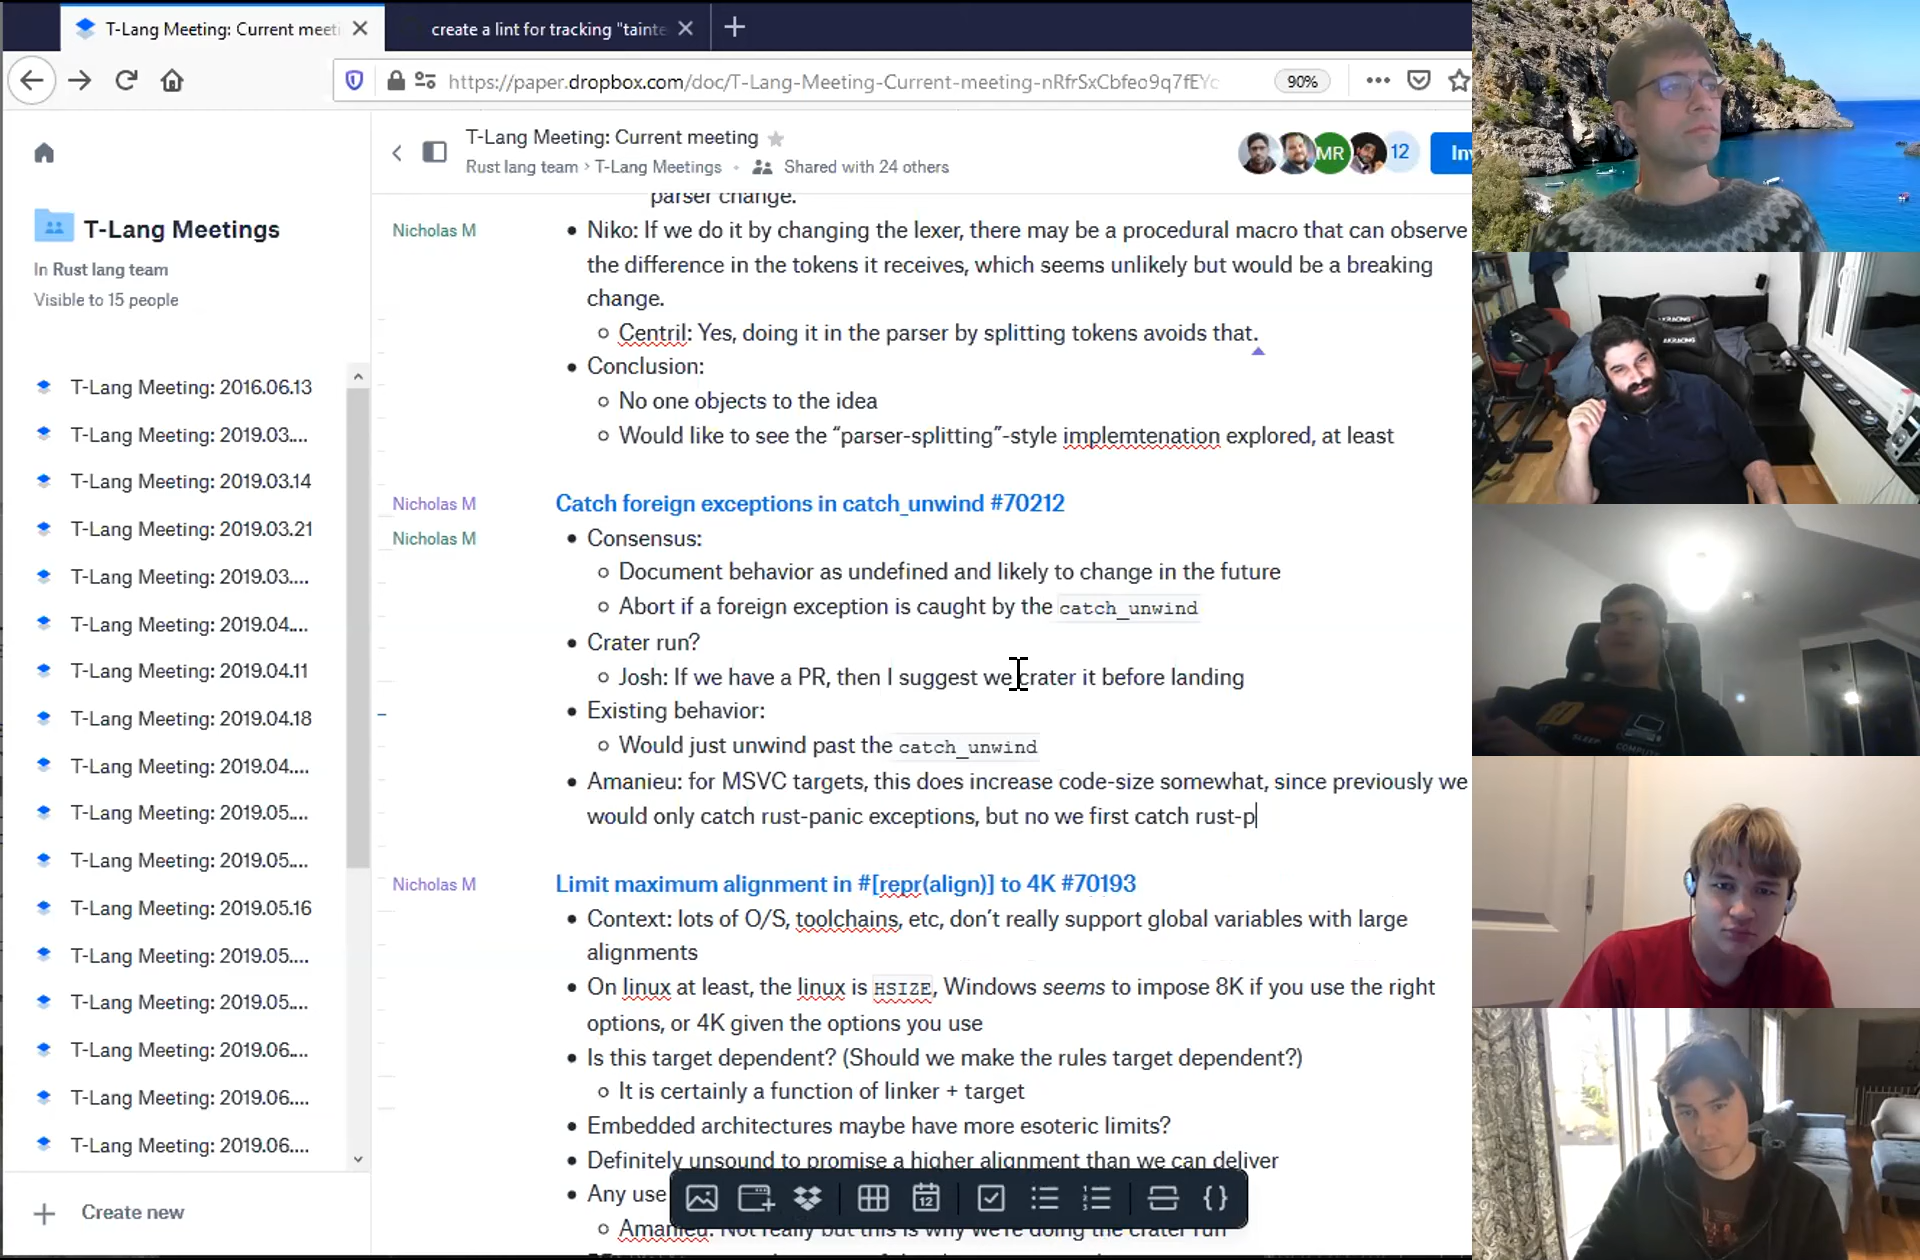 T-Lang Meeting: Current meeti
create a lint for tracking "tainte
https://paper.dropbox.com/doc/T-Lang-Meeting-Current-meeting-nRfrSxCbfeo9q7fEYc
90%
T-Lang Meeting: Current meeting
Rust lang team › T-Lang Meetings • Shared with 24 others
MR
12
Inv
T-Lang Meetings
In Rust lang team
Visible to 15 people
T-Lang Meeting: 2016.06.13
T-Lang Meeting: 2019.03....
T-Lang Meeting: 2019.03.14
T-Lang Meeting: 2019.03.21
T-Lang Meeting: 2019.03....
T-Lang Meeting: 2019.04....
T-Lang Meeting: 2019.04.11
T-Lang Meeting: 2019.04.18
T-Lang Meeting: 2019.04....
T-Lang Meeting: 2019.05....
T-Lang Meeting: 2019.05....
T-Lang Meeting: 2019.05.16
T-Lang Meeting: 2019.05....
T-Lang Meeting: 2019.05....
T-Lang Meeting: 2019.06....
T-Lang Meeting: 2019.06....
T-Lang Meeting: 2019.06....
Create new
parser change.
Nicholas M
• Niko: If we do it by changing the lexer, there may be a procedural macro that can observe
the difference in the tokens it receives, which seems unlikely but would be a breaking
change.
○ Centril: Yes, doing it in the parser by splitting tokens avoids that.
• Conclusion:
○ No one objects to the idea
○ Would like to see the “parser-splitting”-style implemtenation explored, at least
Nicholas M
Catch foreign exceptions in catch_unwind #70212
Nicholas M
• Consensus:
○ Document behavior as undefined and likely to change in the future
○ Abort if a foreign exception is caught by the catch_unwind
• Crater run?
○ Josh: If we have a PR, then I suggest we crater it before landing
• Existing behavior:
○ Would just unwind past the catch_unwind
• Amanieu: for MSVC targets, this does increase code-size somewhat, since previously we
would only catch rust-panic exceptions, but no we first catch rust-p
Nicholas M
Limit maximum alignment in #[repr(align)] to 4K #70193
• Context: lots of O/S, toolchains, etc, don’t really support global variables with large
alignments
• On linux at least, the linux is HSIZE, Windows seems to impose 8K if you use the right
options, or 4K given the options you use
• Is this target dependent? (Should we make the rules target dependent?)
○ It is certainly a function of linker + target
• Embedded architectures maybe have more esoteric limits?
• Definitely unsound to promise a higher alignment than we can deliver
• Any use
○ Amanieu: Not really but this is why we're doing the crater run
12
AKRACING
AKRACING
SLEEP